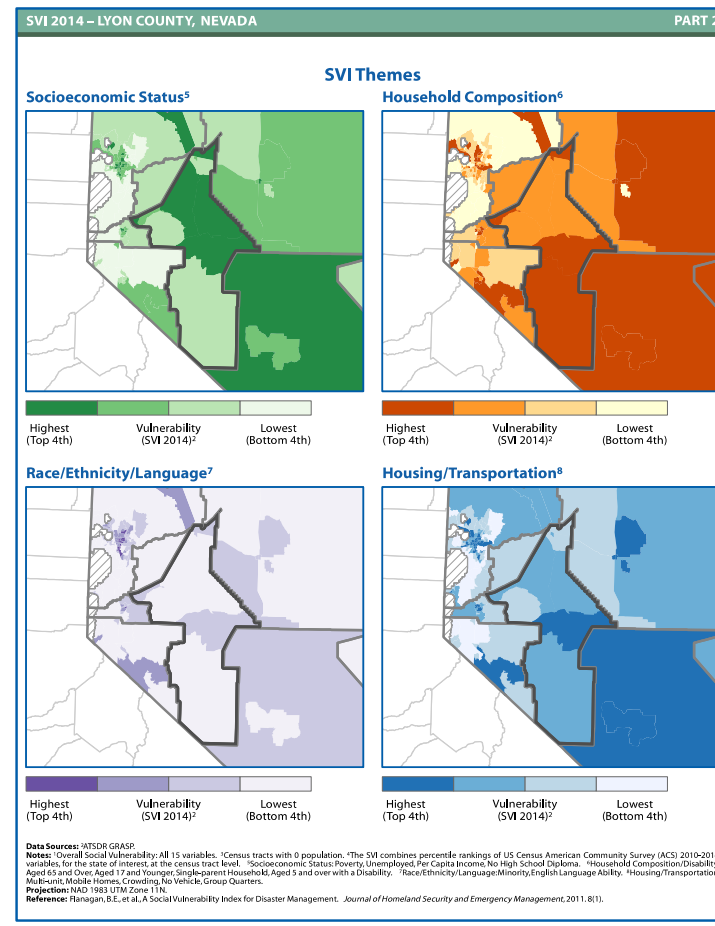 SVI 2014 – LYON COUNTY, NEVADA PART 2
SVI Themes
Socioeconomic Status⁵ Household Composition⁶
Highest (Top 4th) Vulnerability (SVI 2014)² Lowest (Bottom 4th)
Highest (Top 4th) Vulnerability (SVI 2014)² Lowest (Bottom 4th)
Race/Ethnicity/Language⁷ Housing/Transportation⁸
Highest (Top 4th) Vulnerability (SVI 2014)² Lowest (Bottom 4th)
Highest (Top 4th) Vulnerability (SVI 2014)² Lowest (Bottom 4th)
Data Sources: ²ATSDR GRASP.
Notes: ¹Overall Social Vulnerability: All 15 variables. ³Census tracts with 0 population. ⁴The SVI combines percentile rankings of US Census American Community Survey (ACS) 2010-201
variables, for the state of interest, at the census tract level. ⁵Socioeconomic Status: Poverty, Unemployed, Per Capita Income, No High School Diploma. ⁶Household Composition/Disability
Aged 65 and Over, Aged 17 and Younger, Single-parent Household, Aged 5 and over with a Disability. ⁷Race/Ethnicity/Language: Minority, English Language Ability. ⁸Housing/Transportation
Multi-unit, Mobile Homes, Crowding, No Vehicle, Group Quarters.
Projection: NAD 1983 UTM Zone 11N.
Reference: Flanagan, B.E., et al., A Social Vulnerability Index for Disaster Management. Journal of Homeland Security and Emergency Management, 2011. 8(1).